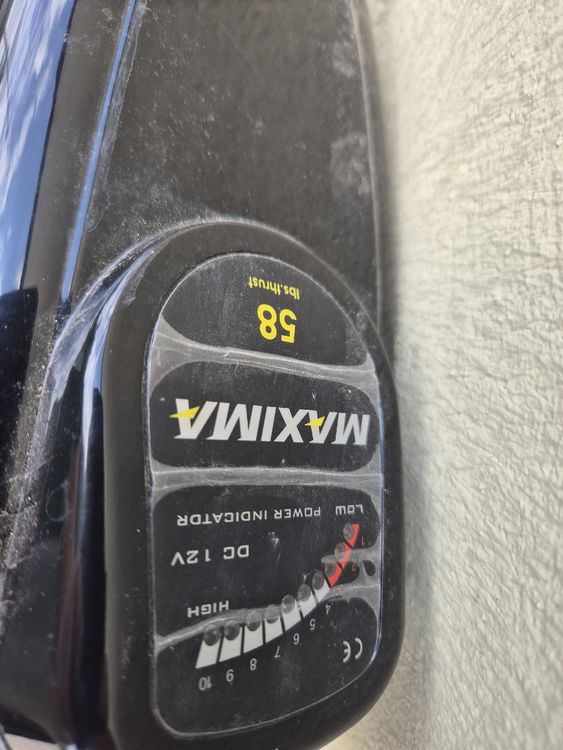 58
lbs.thrust
MAXIMA
LOW
POWER INDICATOR
DC 12V
HIGH
1
2
3
4
5
6
7
8
9
10
CE